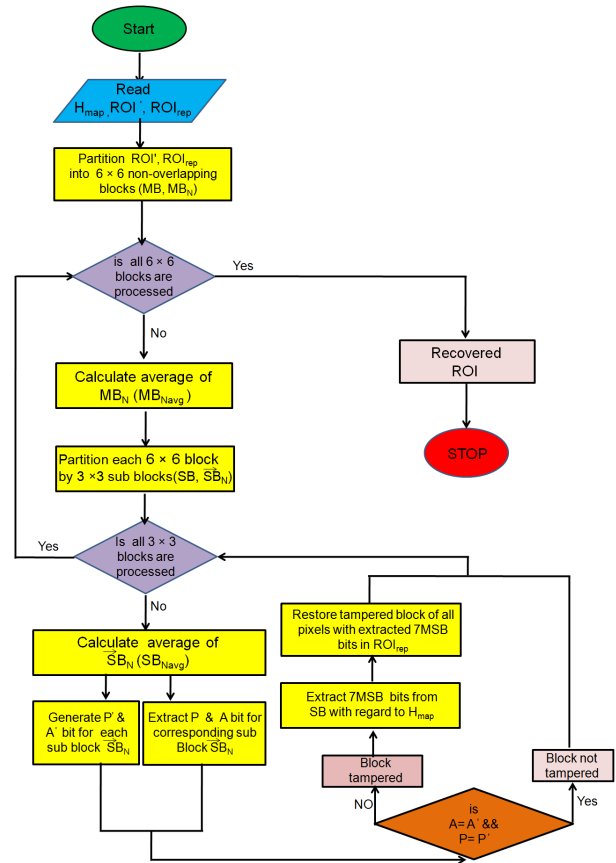 Start
Read
Hmap ,ROI ', ROIrep
Partition ROI', ROIrep
into 6 × 6 non-overlapping
blocks (MB, MBN)
is all 6 × 6
blocks are
processed
Yes
No
Recovered
ROI
STOP
Calculate average of
MBN (MBNavg )
Partition each 6 × 6 block
by 3 ×3 sub blocks(SB, S⃗BN)
Is all 3 × 3
blocks are
processed
Yes
No
Calculate average of
S⃗BN (SBNavg)
Generate P' &
A' bit for each
sub block S⃗BN
Extract P & A bit for
corresponding sub
Block S⃗BN
Restore tampered block of all
pixels with extracted 7MSB
bits in ROIrep
Extract 7MSB bits from
SB with regard to Hmap
Block
tampered
Block not
tampered
NO
Yes
is
A= A' &&
P= P'